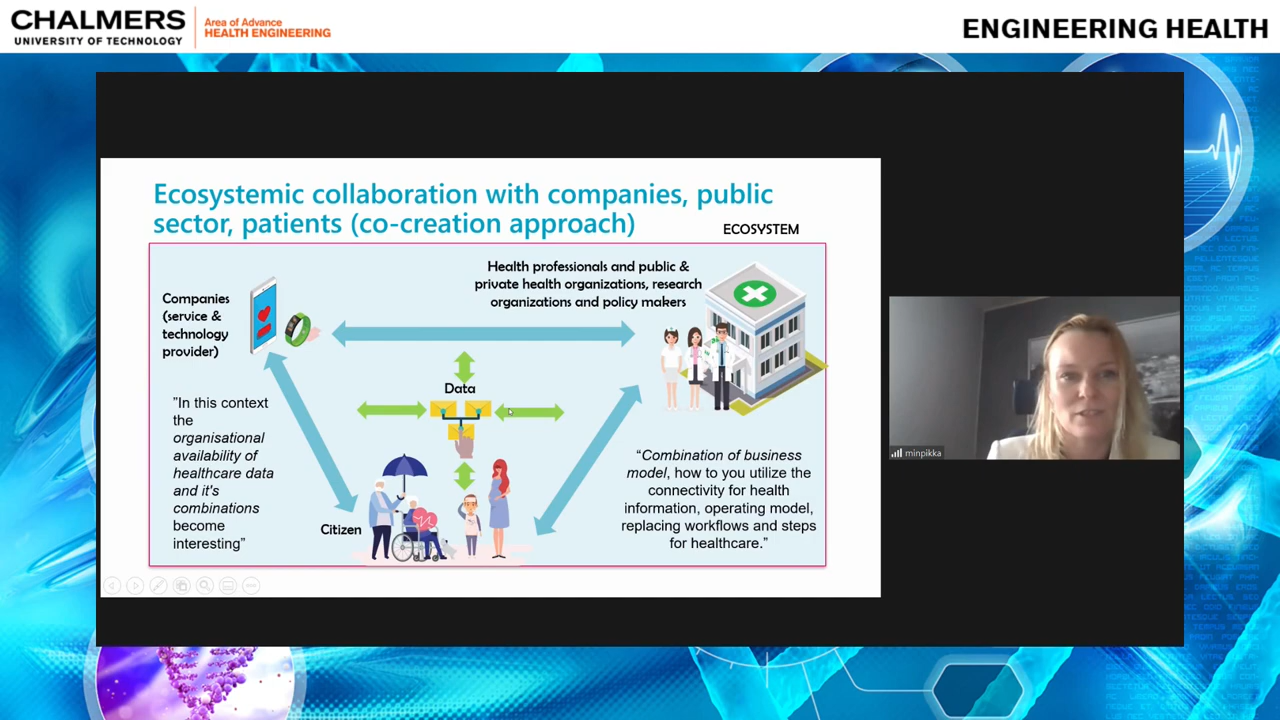 CHALMERS
UNIVERSITY OF TECHNOLOGY
Area of Advance
HEALTH ENGINEERING
ENGINEERING HEALTH
Ecosystemic collaboration with companies, public
sector, patients (co-creation approach)
ECOSYSTEM
Health professionals and public &
private health organizations, research
organizations and policy makers
Companies
(service &
technology
provider)
Data
"In this context
the
organisational
availability of
healthcare data
and it's
combinations
become
interesting"
Citizen
“Combination of business
model, how to you utilize the
connectivity for health
information, operating model,
replacing workflows and steps
for healthcare.”
minpikka